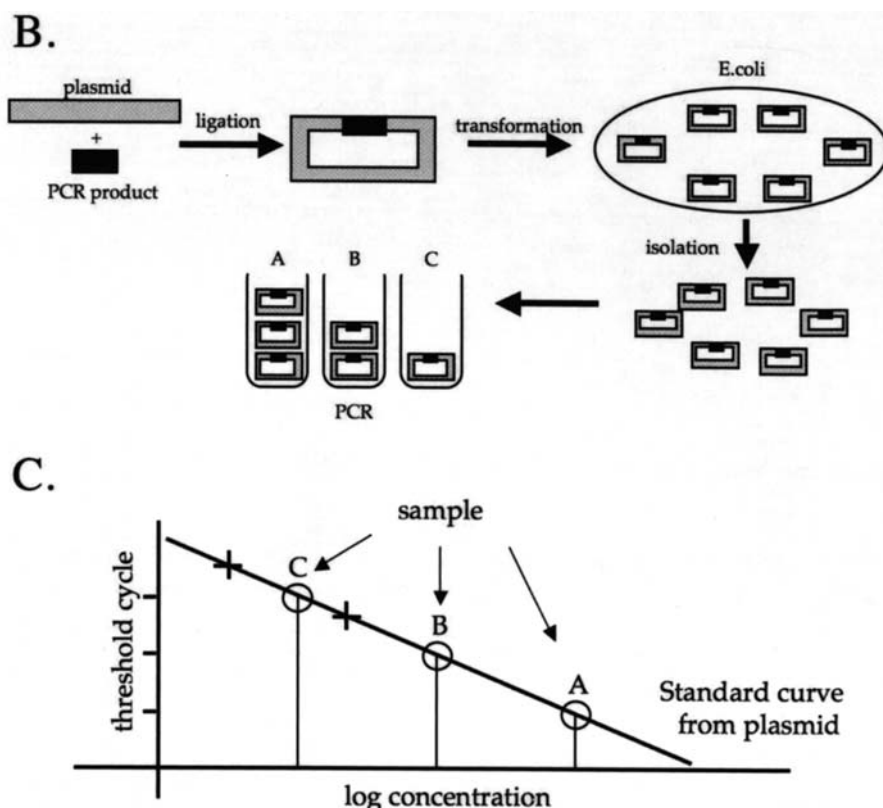 B.
plasmid
+
PCR product
ligation
transformation
E.coli
isolation
A B C
PCR
C.
sample
C
B
A
threshold cycle
Standard curve
from plasmid
log concentration